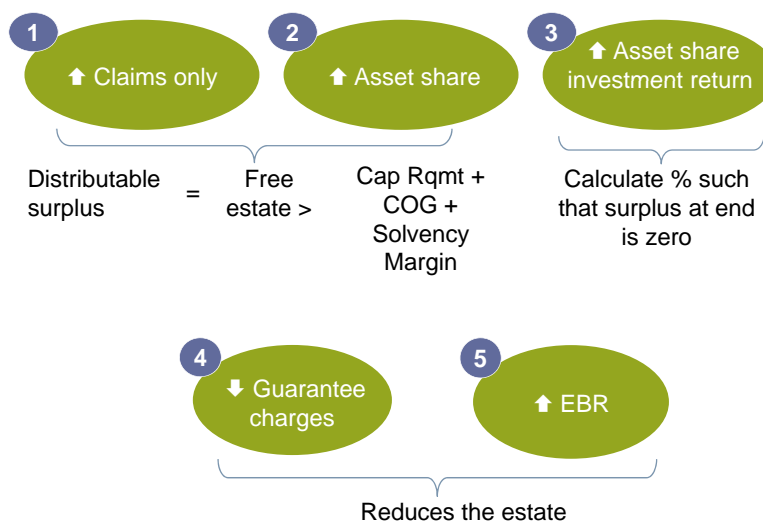 1
⬆ Claims only
2
⬆ Asset share
3
⬆ Asset share
investment return
Distributable
surplus
=
Free
estate >
Cap Rqmt +
COG +
Solvency
Margin
Calculate % such
that surplus at end
is zero
4
⬇ Guarantee
charges
5
⬆ EBR
Reduces the estate